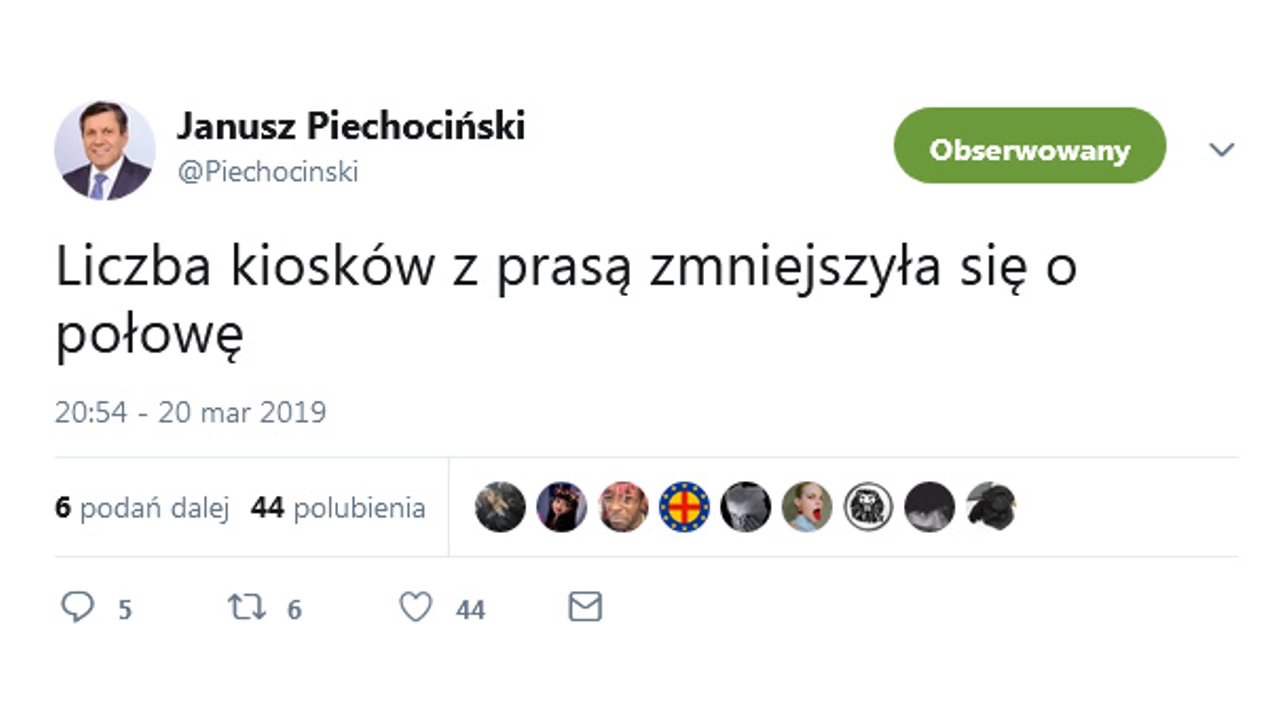 Janusz Piechociński
@Piechocinski
Obserwowany
Liczba kiosków z prasą zmniejszyła się o
połowę
20:54 - 20 mar 2019
6 podań dalej 44 polubienia
5 6 44